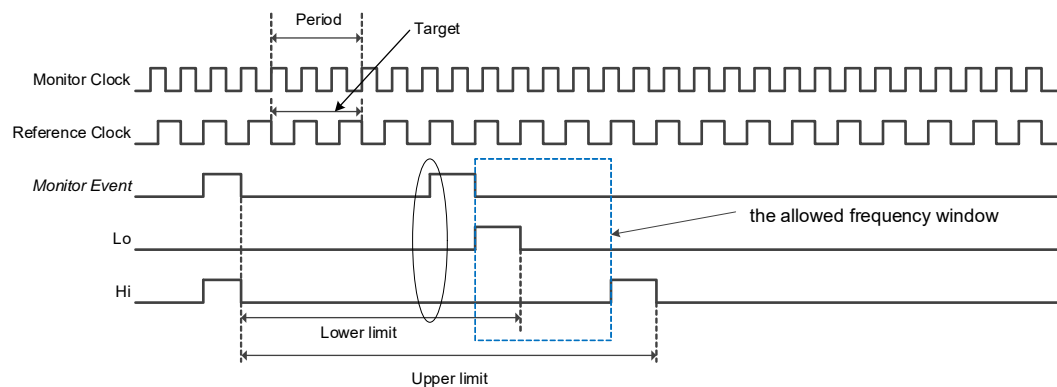 Period
Target
Monitor Clock
Reference Clock
Monitor Event
the allowed frequency window
Lo
Hi
Lower limit
Upper limit